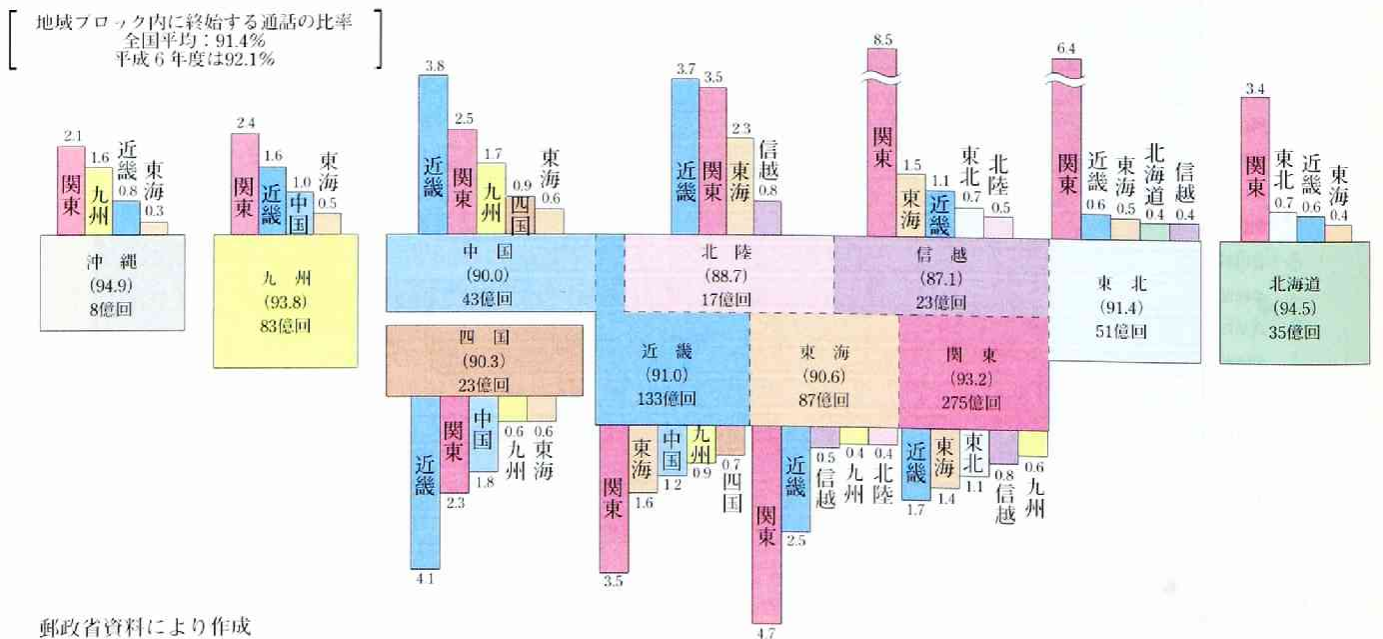 地域ブロック内に終始する通話の比率
全国平均：91.4%
平成6年度は92.1%
2.1
関東
1.6
九州
近畿
0.8
東海
0.3
沖縄
(94.9)
8億回
2.4
関東
1.6
近畿
1.0
中国
東海
0.5
九州
(93.8)
83億回
3.8
近畿
2.5
関東
1.7
九州
0.9
四国
東海
0.6
中国
(90.0)
43億回
3.7
近畿
3.5
関東
2.3
東海
信越
0.8
北陸
(88.7)
17億回
8.5
関東
1.5
東海
1.1
近畿
東北
0.7
北陸
0.5
信越
(87.1)
23億回
6.4
関東
近畿
0.6
東海
0.5
北海道
0.4
信越
0.4
東北
(91.4)
51億回
3.4
関東
東北
0.7
近畿
0.6
東海
0.4
北海道
(94.5)
35億回
四国
(90.3)
23億回
近畿
4.1
関東
2.3
中国
1.8
0.6
九州
0.6
東海
近畿
(91.0)
133億回
関東
3.5
東海
1.6
中国
1.2
九州
0.9
0.7
四国
東海
(90.6)
87億回
関東
4.7
近畿
2.5
0.5
信越
0.4
九州
0.4
北陸
関東
(93.2)
275億回
近畿
1.7
東海
1.4
東北
1.1
0.8
信越
0.6
九州
郵政省資料により作成